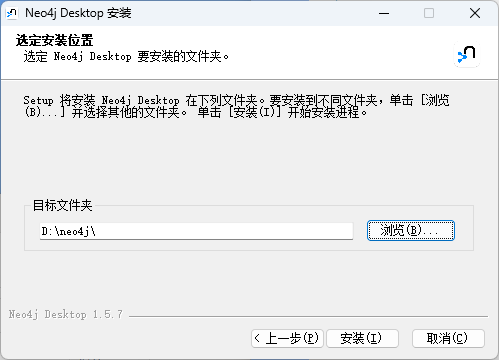 Neo4j Desktop 安装
选定安装位置
选定 Neo4j Desktop 要安装的文件夹。
Setup 将安装 Neo4j Desktop 在下列文件夹。要安装到不同文件夹，单击 [浏览
(B)...] 并选择其他的文件夹。 单击 [安装(I)] 开始安装进程。
目标文件夹
D:\neo4j\
浏览(B)...
Neo4j Desktop 1.5.7
< 上一步(P)
安装(I)
取消(C)